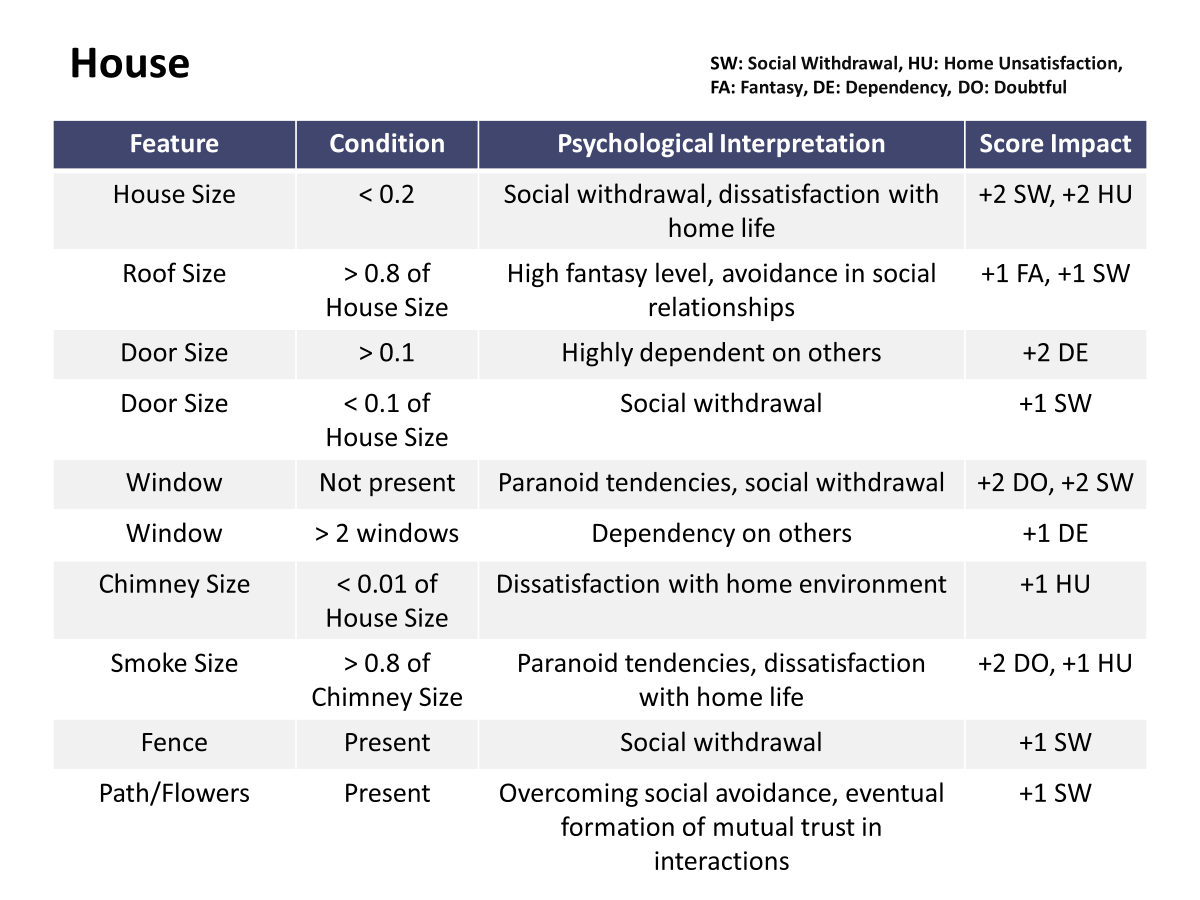 House
SW: Social Withdrawal, HU: Home Unsatisfaction,
FA: Fantasy, DE: Dependency, DO: Doubtful
Feature Condition Psychological Interpretation Score Impact
House Size < 0.2 Social withdrawal, dissatisfaction with +2 SW, +2 HU
home life
Roof Size > 0.8 of High fantasy level, avoidance in social +1 FA, +1 SW
House Size relationships
Door Size > 0.1 Highly dependent on others +2 DE
Door Size < 0.1 of Social withdrawal +1 SW
House Size
Window Not present Paranoid tendencies, social withdrawal +2 DO, +2 SW
Window > 2 windows Dependency on others +1 DE
Chimney Size < 0.01 of Dissatisfaction with home environment +1 HU
House Size
Smoke Size > 0.8 of Paranoid tendencies, dissatisfaction +2 DO, +1 HU
Chimney Size with home life
Fence Present Social withdrawal +1 SW
Path/Flowers Present Overcoming social avoidance, eventual +1 SW
formation of mutual trust in
interactions